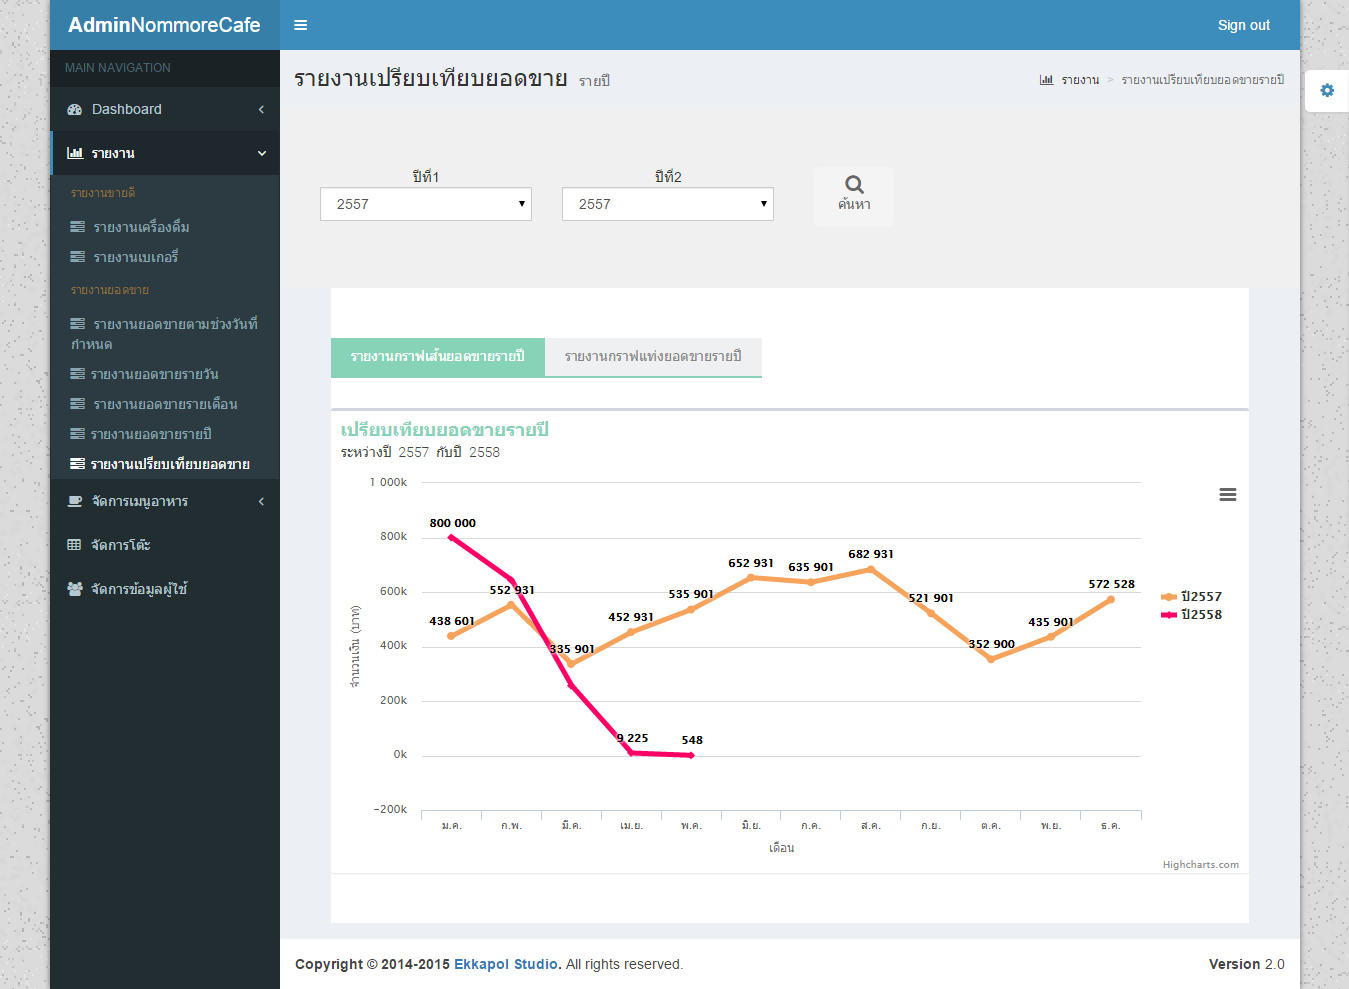 AdminNommoreCafe
Sign out
MAIN NAVIGATION
Dashboard
รายงาน
รายงานขายดี
รายงานเครื่องดื่ม
รายงานเบเกอรี่
รายงานยอดขาย
รายงานยอดขายตามช่วงวันที่
กำหนด
รายงานยอดขายรายวัน
รายงานยอดขายรายเดือน
รายงานยอดขายรายปี
รายงานเปรียบเทียบยอดขาย
จัดการเมนูอาหาร
จัดการโต๊ะ
จัดการข้อมูลผู้ใช้
รายงานเปรียบเทียบยอดขาย รายปี
รายงาน > รายงานเปรียบเทียบยอดขายรายปี
ปีที่1 ปีที่2
2557 2557
ค้นหา
รายงานกราฟเส้นยอดขายรายปี รายงานกราฟแท่งยอดขายรายปี
เปรียบเทียบยอดขายรายปี
ระหว่างปี 2557 กับปี 2558
จำนวนเงิน (บาท)
1 000k
800k
600k
400k
200k
0k
-200k
800 000
438 601
552 931
335 901
452 931
535 901
652 931
635 901
682 931
521 901
352 900
435 901
572 528
9 225
548
ปี2557
ปี2558
ม.ค. ก.พ. มี.ค. เม.ย. พ.ค. มิ.ย. ก.ค. ส.ค. ก.ย. ต.ค. พ.ย. ธ.ค.
เดือน
Highcharts.com
Copyright © 2014-2015 Ekkapol Studio. All rights reserved.
Version 2.0